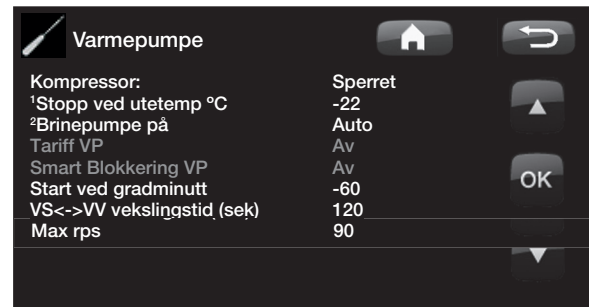 Varmepumpe
Kompressor: Sperret
¹Stopp ved utetemp ºC -22
²Brinepumpe på Auto
Tariff VP Av
Smart Blokkering VP Av
Start ved gradminutt -60
VS<->VV vekslingstid (sek) 120
Max rps 90
OK